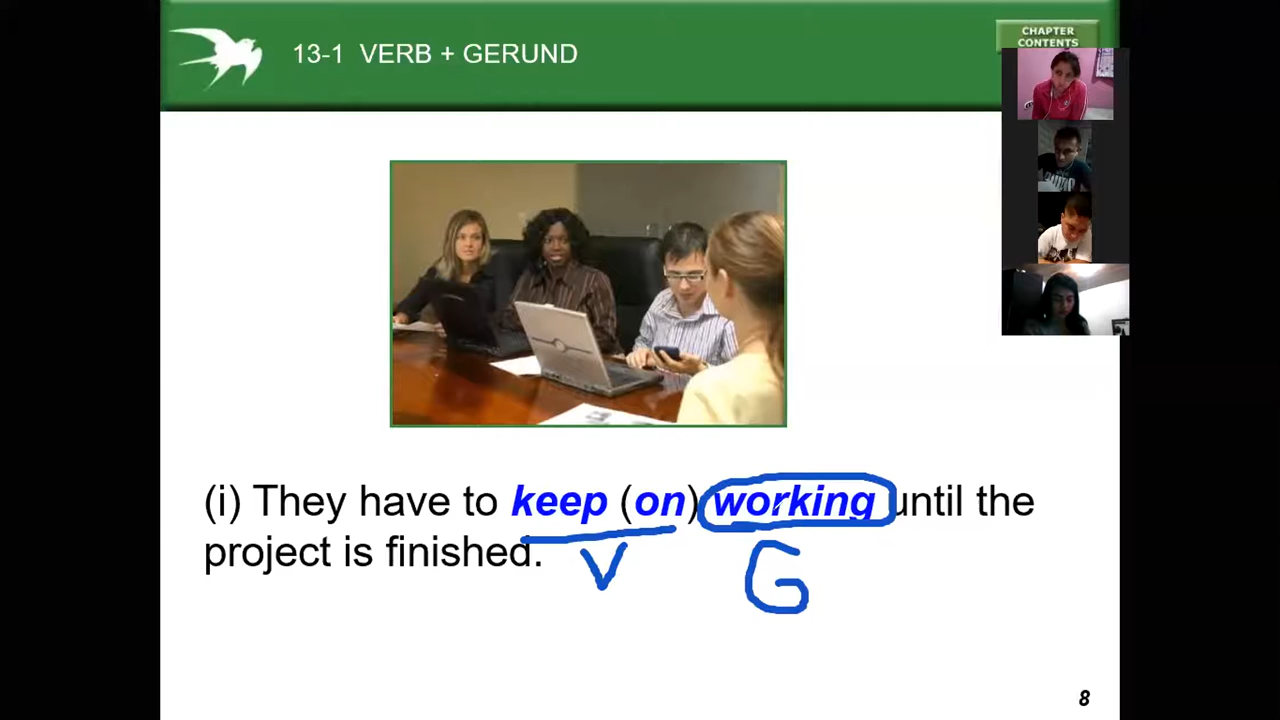 13-1 VERB + GERUND
CHAPTER
CONTENTS
(i) They have to keep (on) working until the
project is finished.
V
G
8